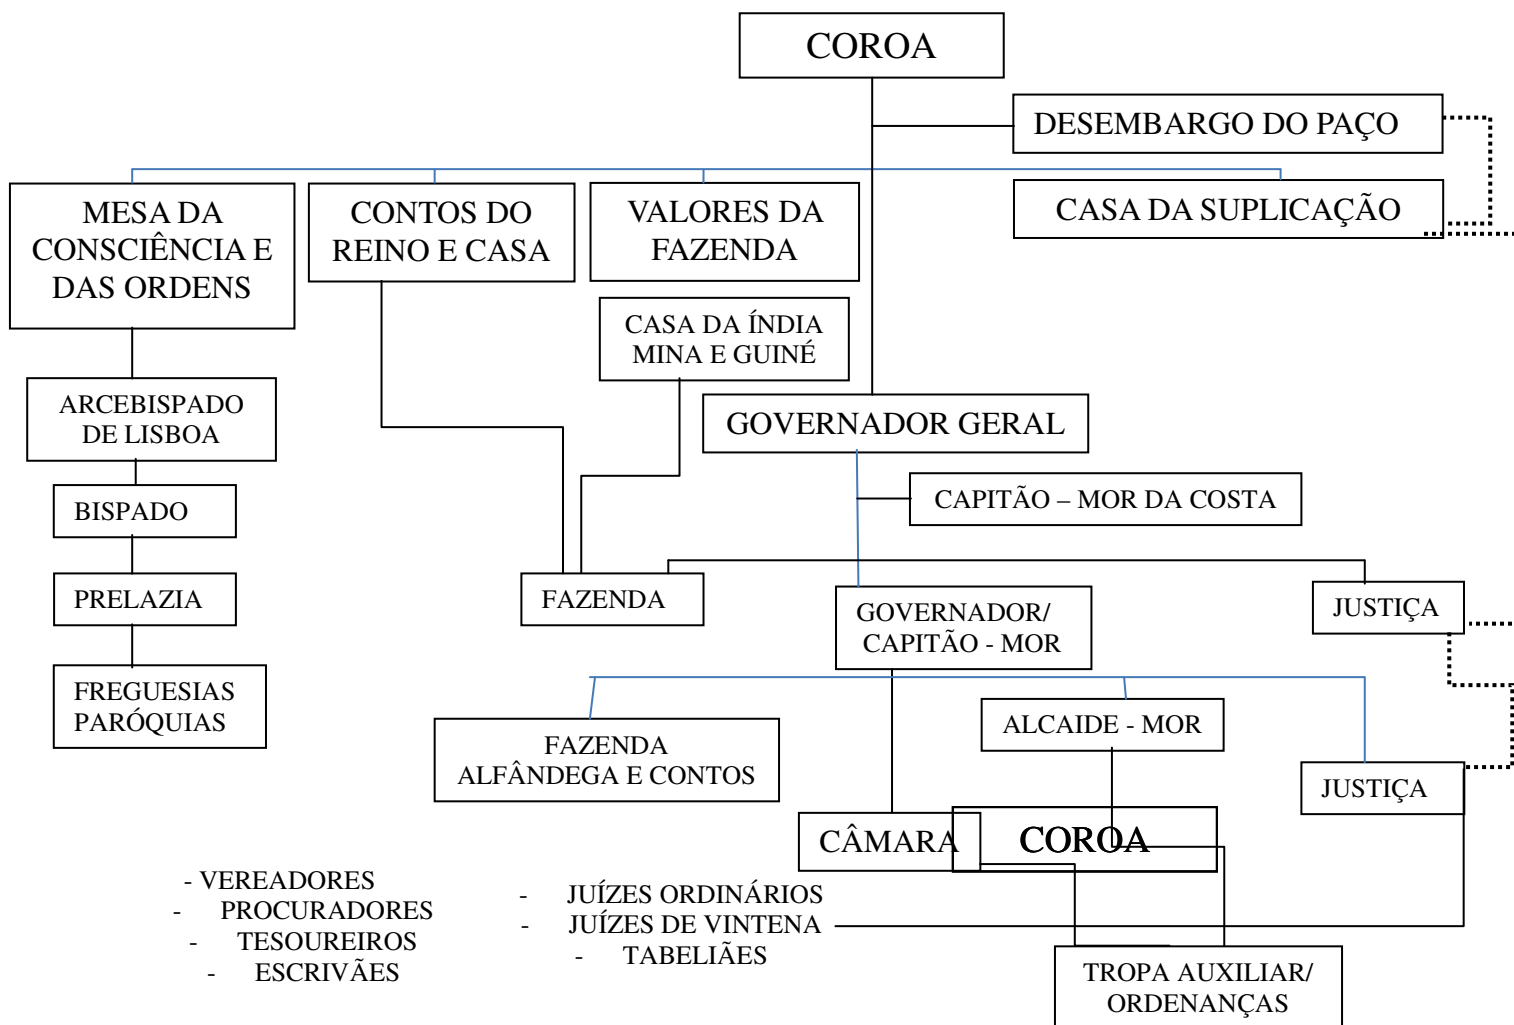 COROA
DESEMBARGO DO PAÇO
MESA DA
CONSCIÊNCIA E
DAS ORDENS
CONTOS DO
REINO E CASA
VALORES DA
FAZENDA
CASA DA SUPLICAÇÃO
CASA DA ÍNDIA
MINA E GUINÉ
ARCEBISPADO
DE LISBOA
GOVERNADOR GERAL
BISPADO
CAPITÃO – MOR DA COSTA
PRELAZIA
FAZENDA
GOVERNADOR/
CAPITÃO - MOR
JUSTIÇA
FREGUESIAS
PARÓQUIAS
FAZENDA
ALFÂNDEGA E CONTOS
ALCAIDE - MOR
JUSTIÇA
CÂMARA
COROA
- VEREADORES
- PROCURADORES
- TESOUREIROS
- ESCRIVÃES
- JUÍZES ORDINÁRIOS
- JUÍZES DE VINTENA
- TABELIÃES
TROPA AUXILIAR/
ORDENANÇAS